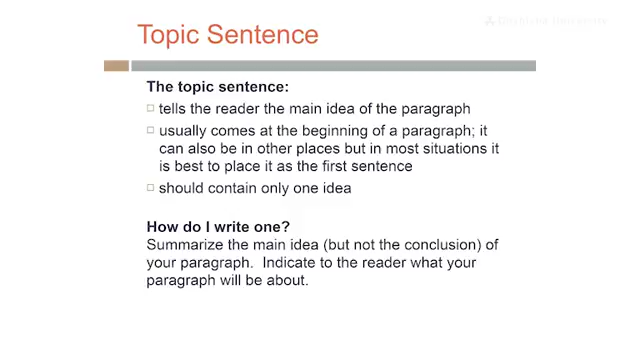 Topic Sentence
The topic sentence:
tells the reader the main idea of the paragraph
usually comes at the beginning of a paragraph; it
can also be in other places but in most situations it
is best to place it as the first sentence
should contain only one idea
How do I write one?
Summarize the main idea (but not the conclusion) of
your paragraph.  Indicate to the reader what your
paragraph will be about.